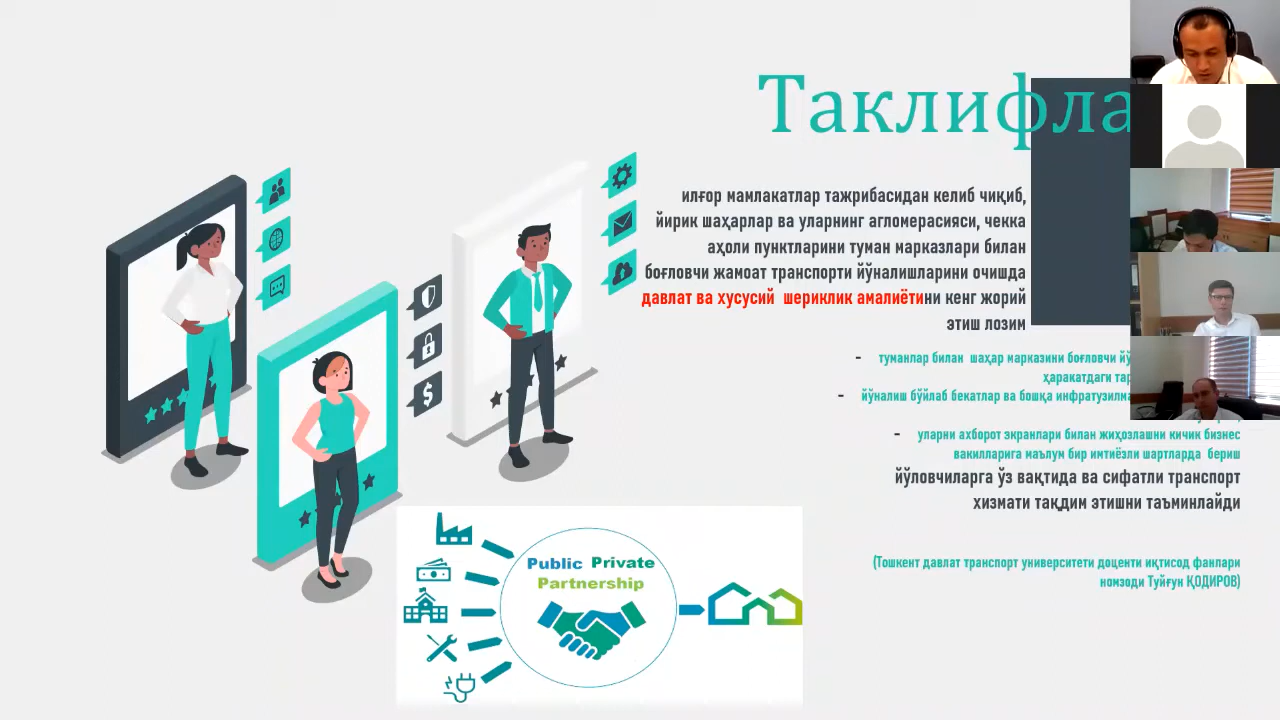 Таклифла
илғор мамлакатлар тажрибасидан келиб чиқиб,
йирик шаҳарлар ва уларнинг агломерасияси, чекка
аҳоли пунктларини туман марказлари билан
боғловчи жамоат транспорти йўналишларини очишда
давлат ва хусусий шериклик амалиётини кенг жорий
этиш лозим
- туманлар билан шаҳар марказини боғловчи йў
ҳаракатдаги тар
- йўналиш бўйлаб бекатлар ва бошқа инфратузилма
- уларни ахборот экранлари билан жиҳозлашни кичик бизнес
вакилларига маълум бир имтиёзли шартларда бериш
йўловчиларга ўз вақтида ва сифатли транспорт
хизмати тақдим этишни таъминлайди
(Тошкент давлат транспорт университети доценти иқтисод фанлари
номзоди Туйғун ҚОДИРОВ)
Public Private
Partnership